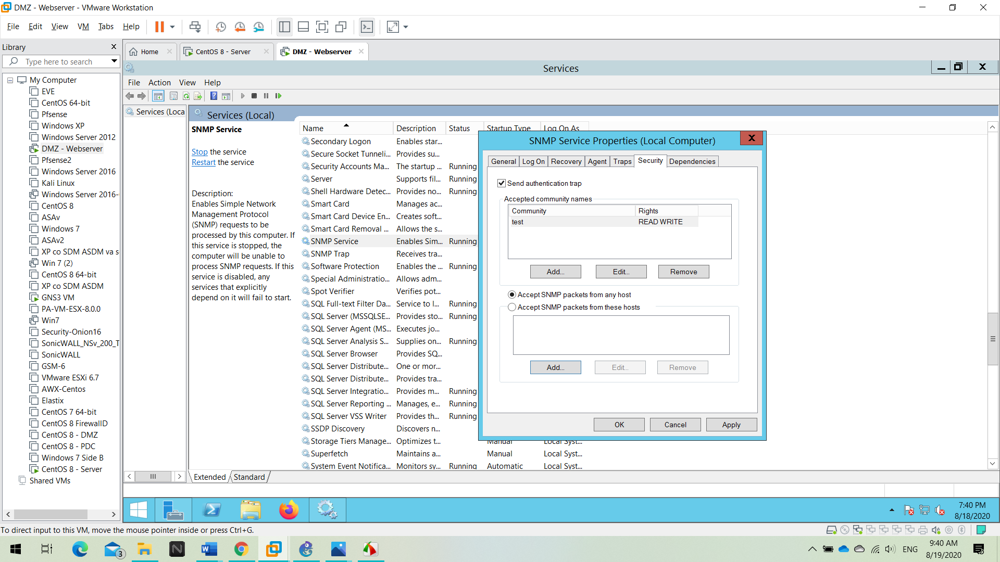 DMZ - Webserver - VMware Workstation
File Edit View VM Tabs Help
Library
Type here to search
My Computer
EVE
CentOS 64-bit
Pfsense
Windows XP
Windows Server 2012
DMZ - Webserver
Pfsense2
Windows Server 2016
Kali Linux
Windows Server 2016-
CentOS 8
ASAv
Windows 7
ASAv2
XP co SDM ASDM va s
Win 7 (2)
CentOS 8 64-bit
XP co SDM ASDM
GNS3 VM
PA-VM-ESX-8.0.0
Win7
Security-Onion16
SonicWALL_NSv_200_T
SonicWALL
GSM-6
VMware ESXi 6.7
AWX-Centos
Elastix
CentOS 7 64-bit
CentOS 8 FirewallD
CentOS 8 - DMZ
CentOS 8 - PDC
Windows 7 Side B
CentOS 8 - Server
Shared VMs
Home CentOS 8 - Server DMZ - Webserver
Services
File Action View Help
Services (Loca
Services (Local)
SNMP Service
Stop the service
Restart the service
Description:
Enables Simple Network
Management Protocol
(SNMP) requests to be
processed by this computer. If
this service is stopped, the
computer will be unable to
process SNMP requests. If this
service is disabled, any
services that explicitly
depend on it will fail to start.
Name Description Status Startup Type Log On As
Secondary Logon Enables star...
Secure Socket Tunneli... Provides su...
Security Accounts Ma... The startup ... Running
Server Supports fil... Running
Shell Hardware Detec... Provides no... Running
Smart Card Manages ac...
Smart Card Device En... Creates soft...
Smart Card Removal ... Allows the s...
SNMP Service Enables Sim... Running
SNMP Trap Receives tra...
Software Protection Enables the ... Running
Special Administratio... Allows adm...
Spot Verifier Verifies pot...
SQL Full-text Filter Da... Service to l... Running
SQL Server (MSSQLSE... Provides sto... Running
SQL Server Agent (MS... Executes jo...
SQL Server Analysis S... Supplies on... Running
SQL Server Browser Provides SQ...
SQL Server Distribute... One or mor...
SQL Server Distribute... Provides tra...
SQL Server Integratio... Provides m... Running
SQL Server Reporting ... Manages, e... Running
SQL Server VSS Writer Provides th... Running
SSDP Discovery Discovers n...
Storage Tiers Manage... Optimizes t... Manual Local Syst...
Superfetch Maintains a... Manual Local Syst...
System Event Notifica... Monitors sy... Running Automatic Local Syst...
Extended Standard
SNMP Service Properties (Local Computer)
General Log On Recovery Agent Traps Security Dependencies
Send authentication trap
Accepted community names
Community Rights
test READ WRITE
Add... Edit... Remove
Accept SNMP packets from any host
Accept SNMP packets from these hosts
Add... Edit... Remove
OK Cancel Apply
7:40 PM
8/18/2020
To direct input to this VM, move the mouse pointer inside or press Ctrl+G.
3
ENG
9:40 AM
8/19/2020